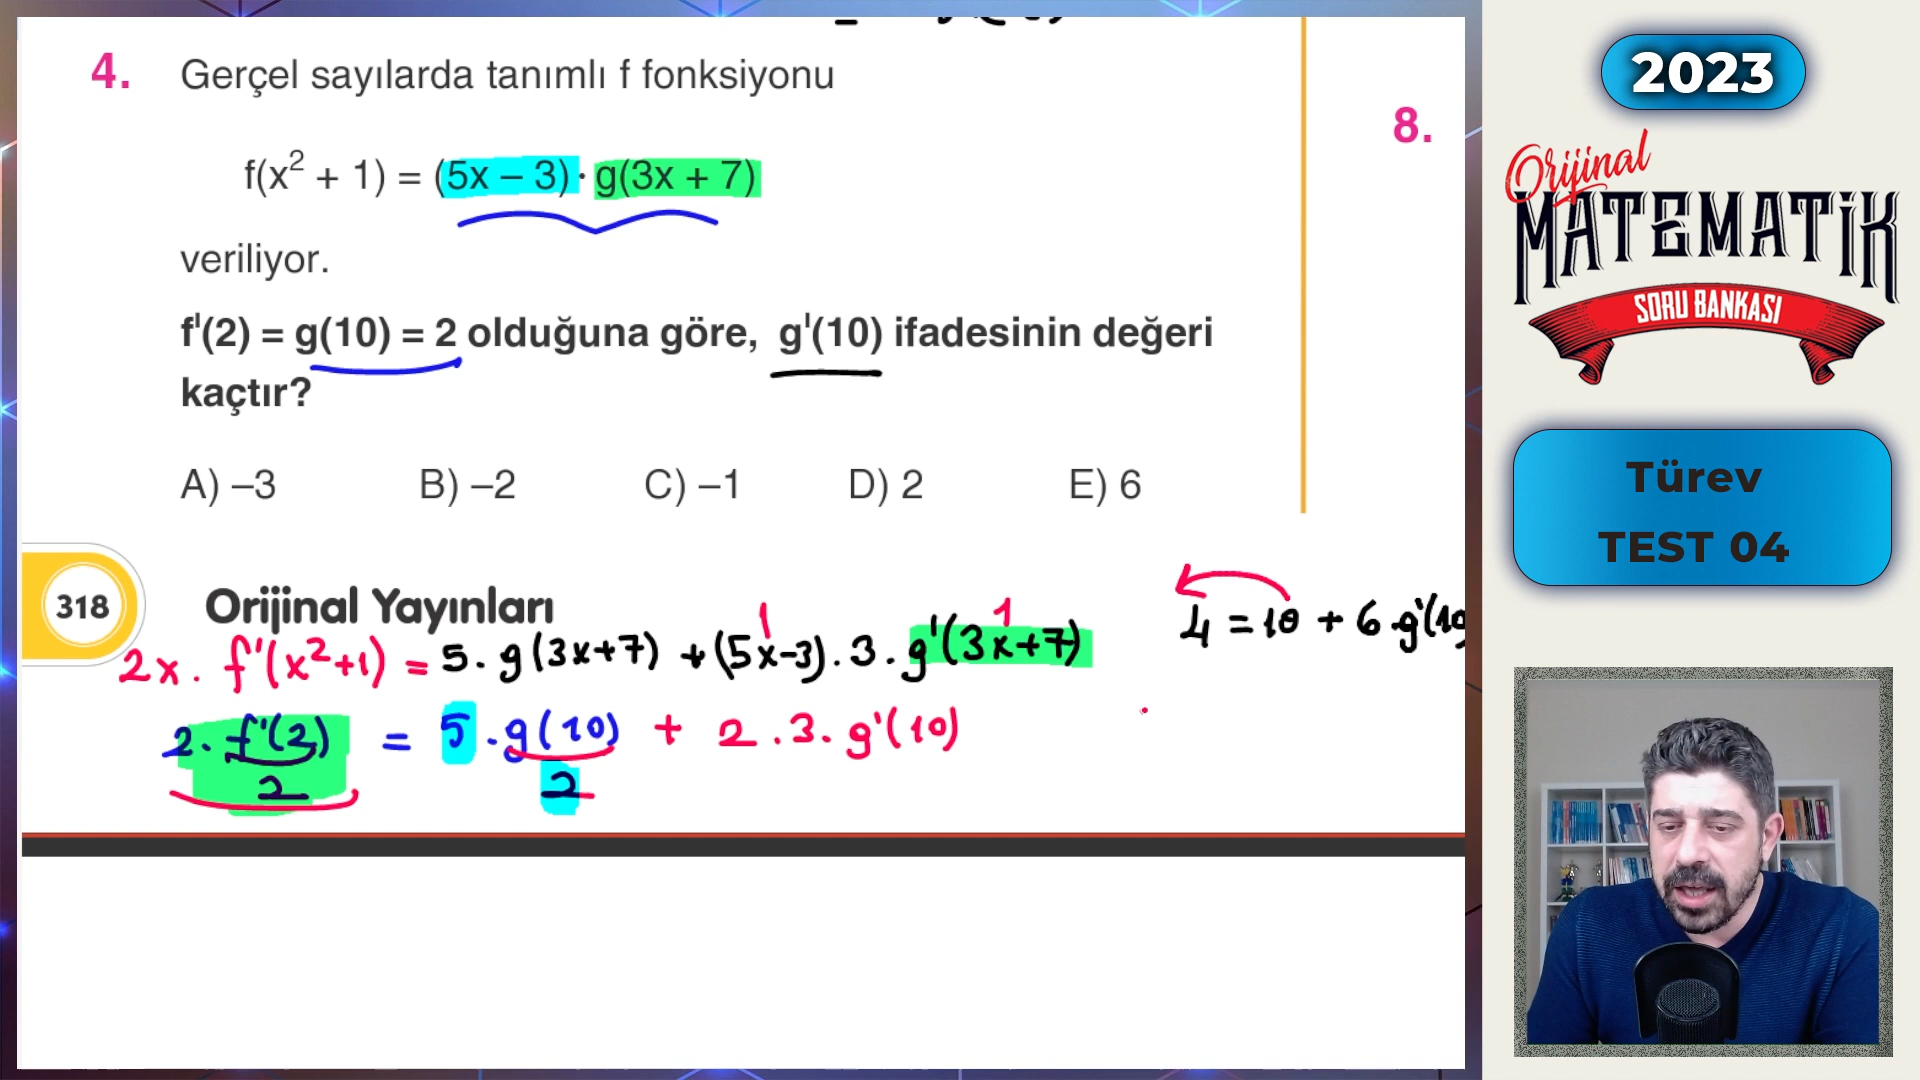 4. Gerçel sayılarda tanımlı f fonksiyonu
f(x² + 1) = (5x – 3) · g(3x + 7)
veriliyor.
f'(2) = g(10) = 2 olduğuna göre, g'(10) ifadesinin değeri
kaçtır?
A) –3 B) –2 C) –1 D) 2 E) 6
318 Orijinal Yayınları
2x. f'(x²+1) = 5. g(3x+7) + (5x-3). 3. g'(3x+7)
1 1
2. f'(2) = 5. g(10) + 2.3. g'(10)
2 2
4 = 10 + 6.g'(10
8.
2023
Orijinal
MATEMATİK
SORU BANKASI
Türev
TEST 04